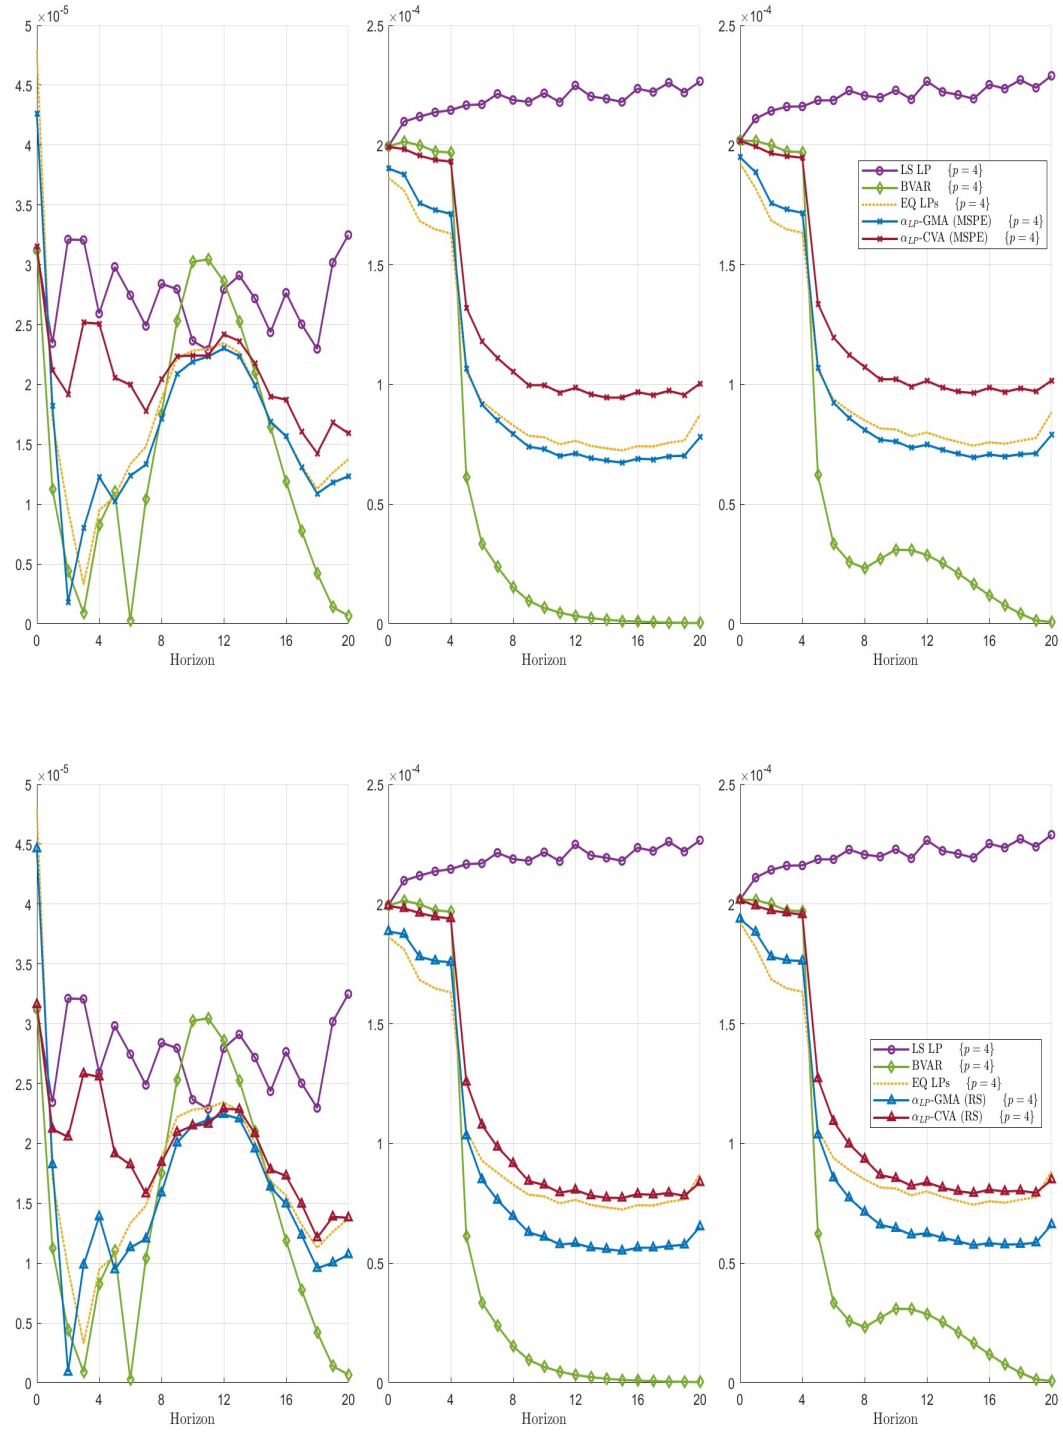 ×10⁻⁵
5
4.5
4
3.5
3
2.5
2
1.5
1
0.5
0
0 4 8 12 16 20
Horizon
×10⁻⁴
2.5
2
1.5
1
0.5
0
0 4 8 12 16 20
Horizon
×10⁻⁴
2.5
2
1.5
1
0.5
0
0 4 8 12 16 20
Horizon
LS LP {p = 4}
BVAR {p = 4}
EQ LPs {p = 4}
α_LP-GMA (MSPE) {p = 4}
α_LP-CVA (MSPE) {p = 4}
×10⁻⁵
5
4.5
4
3.5
3
2.5
2
1.5
1
0.5
0
0 4 8 12 16 20
Horizon
×10⁻⁴
2.5
2
1.5
1
0.5
0
0 4 8 12 16 20
Horizon
×10⁻⁴
2.5
2
1.5
1
0.5
0
0 4 8 12 16 20
Horizon
LS LP {p = 4}
BVAR {p = 4}
EQ LPs {p = 4}
α_LP-GMA (RS) {p = 4}
α_LP-CVA (RS) {p = 4}